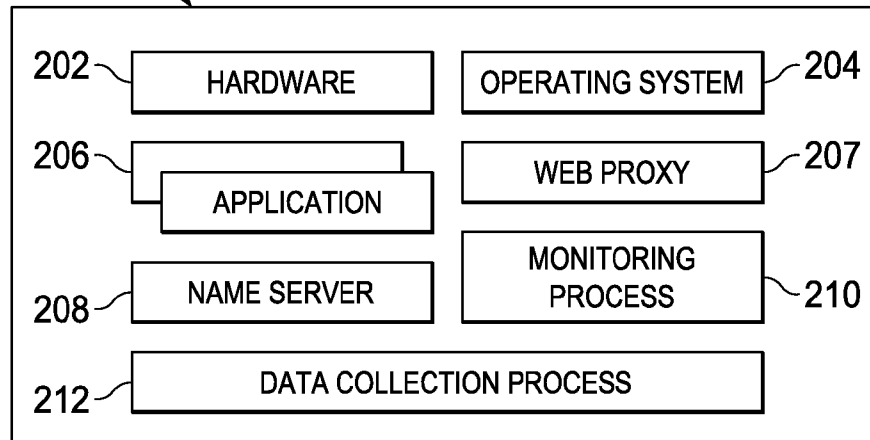 202 HARDWARE OPERATING SYSTEM 204
206 APPLICATION WEB PROXY 207
208 NAME SERVER MONITORING PROCESS 210
212 DATA COLLECTION PROCESS